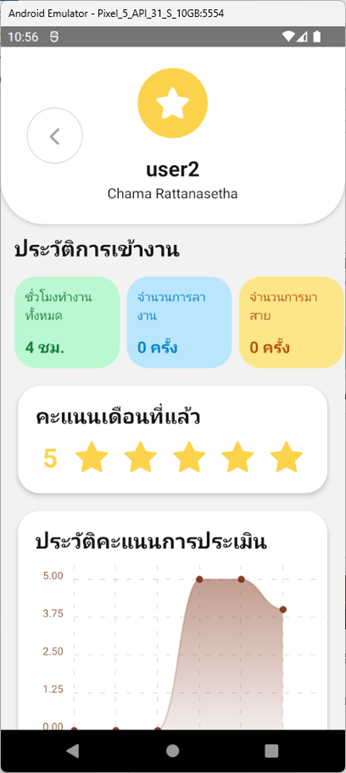 Android Emulator - Pixel_5_API_31_S_10GB:5554
10:56
user2
Chama Rattanasetha
ประวัติการเข้างาน
ชั่วโมงทำงาน
ทั้งหมด
4 ชม.
จำนวนการลา
งาน
0 ครั้ง
จำนวนการมา
สาย
0 ครั้ง
คะแนนเดือนที่แล้ว
5
ประวัติคะแนนการประเมิน
5.00
3.75
2.50
1.25
0.00